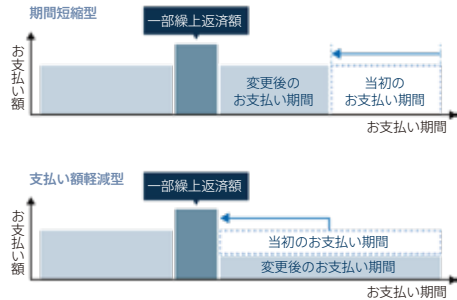 期間短縮型
一部繰上返済額
お支払い額
変更後の
お支払い期間
当初の
お支払い期間
お支払い期間
支払い額軽減型
一部繰上返済額
お支払い額
当初のお支払い期間
変更後のお支払い期間
お支払い期間